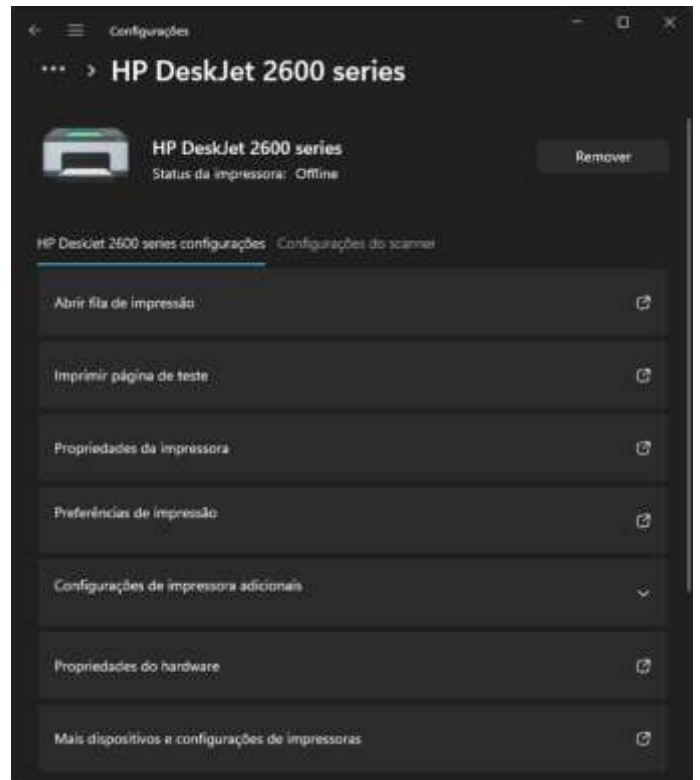 Configurações
··· > HP DeskJet 2600 series
HP DeskJet 2600 series
Status da impressora: Offline
Remover
HP DeskJet 2600 series configurações
Configurações do scanner
Abrir fila de impressão
Imprimir página de teste
Propriedades da impressora
Preferências de impressão
Configurações de impressora adicionais
Propriedades do hardware
Mais dispositivos e configurações de impressoras